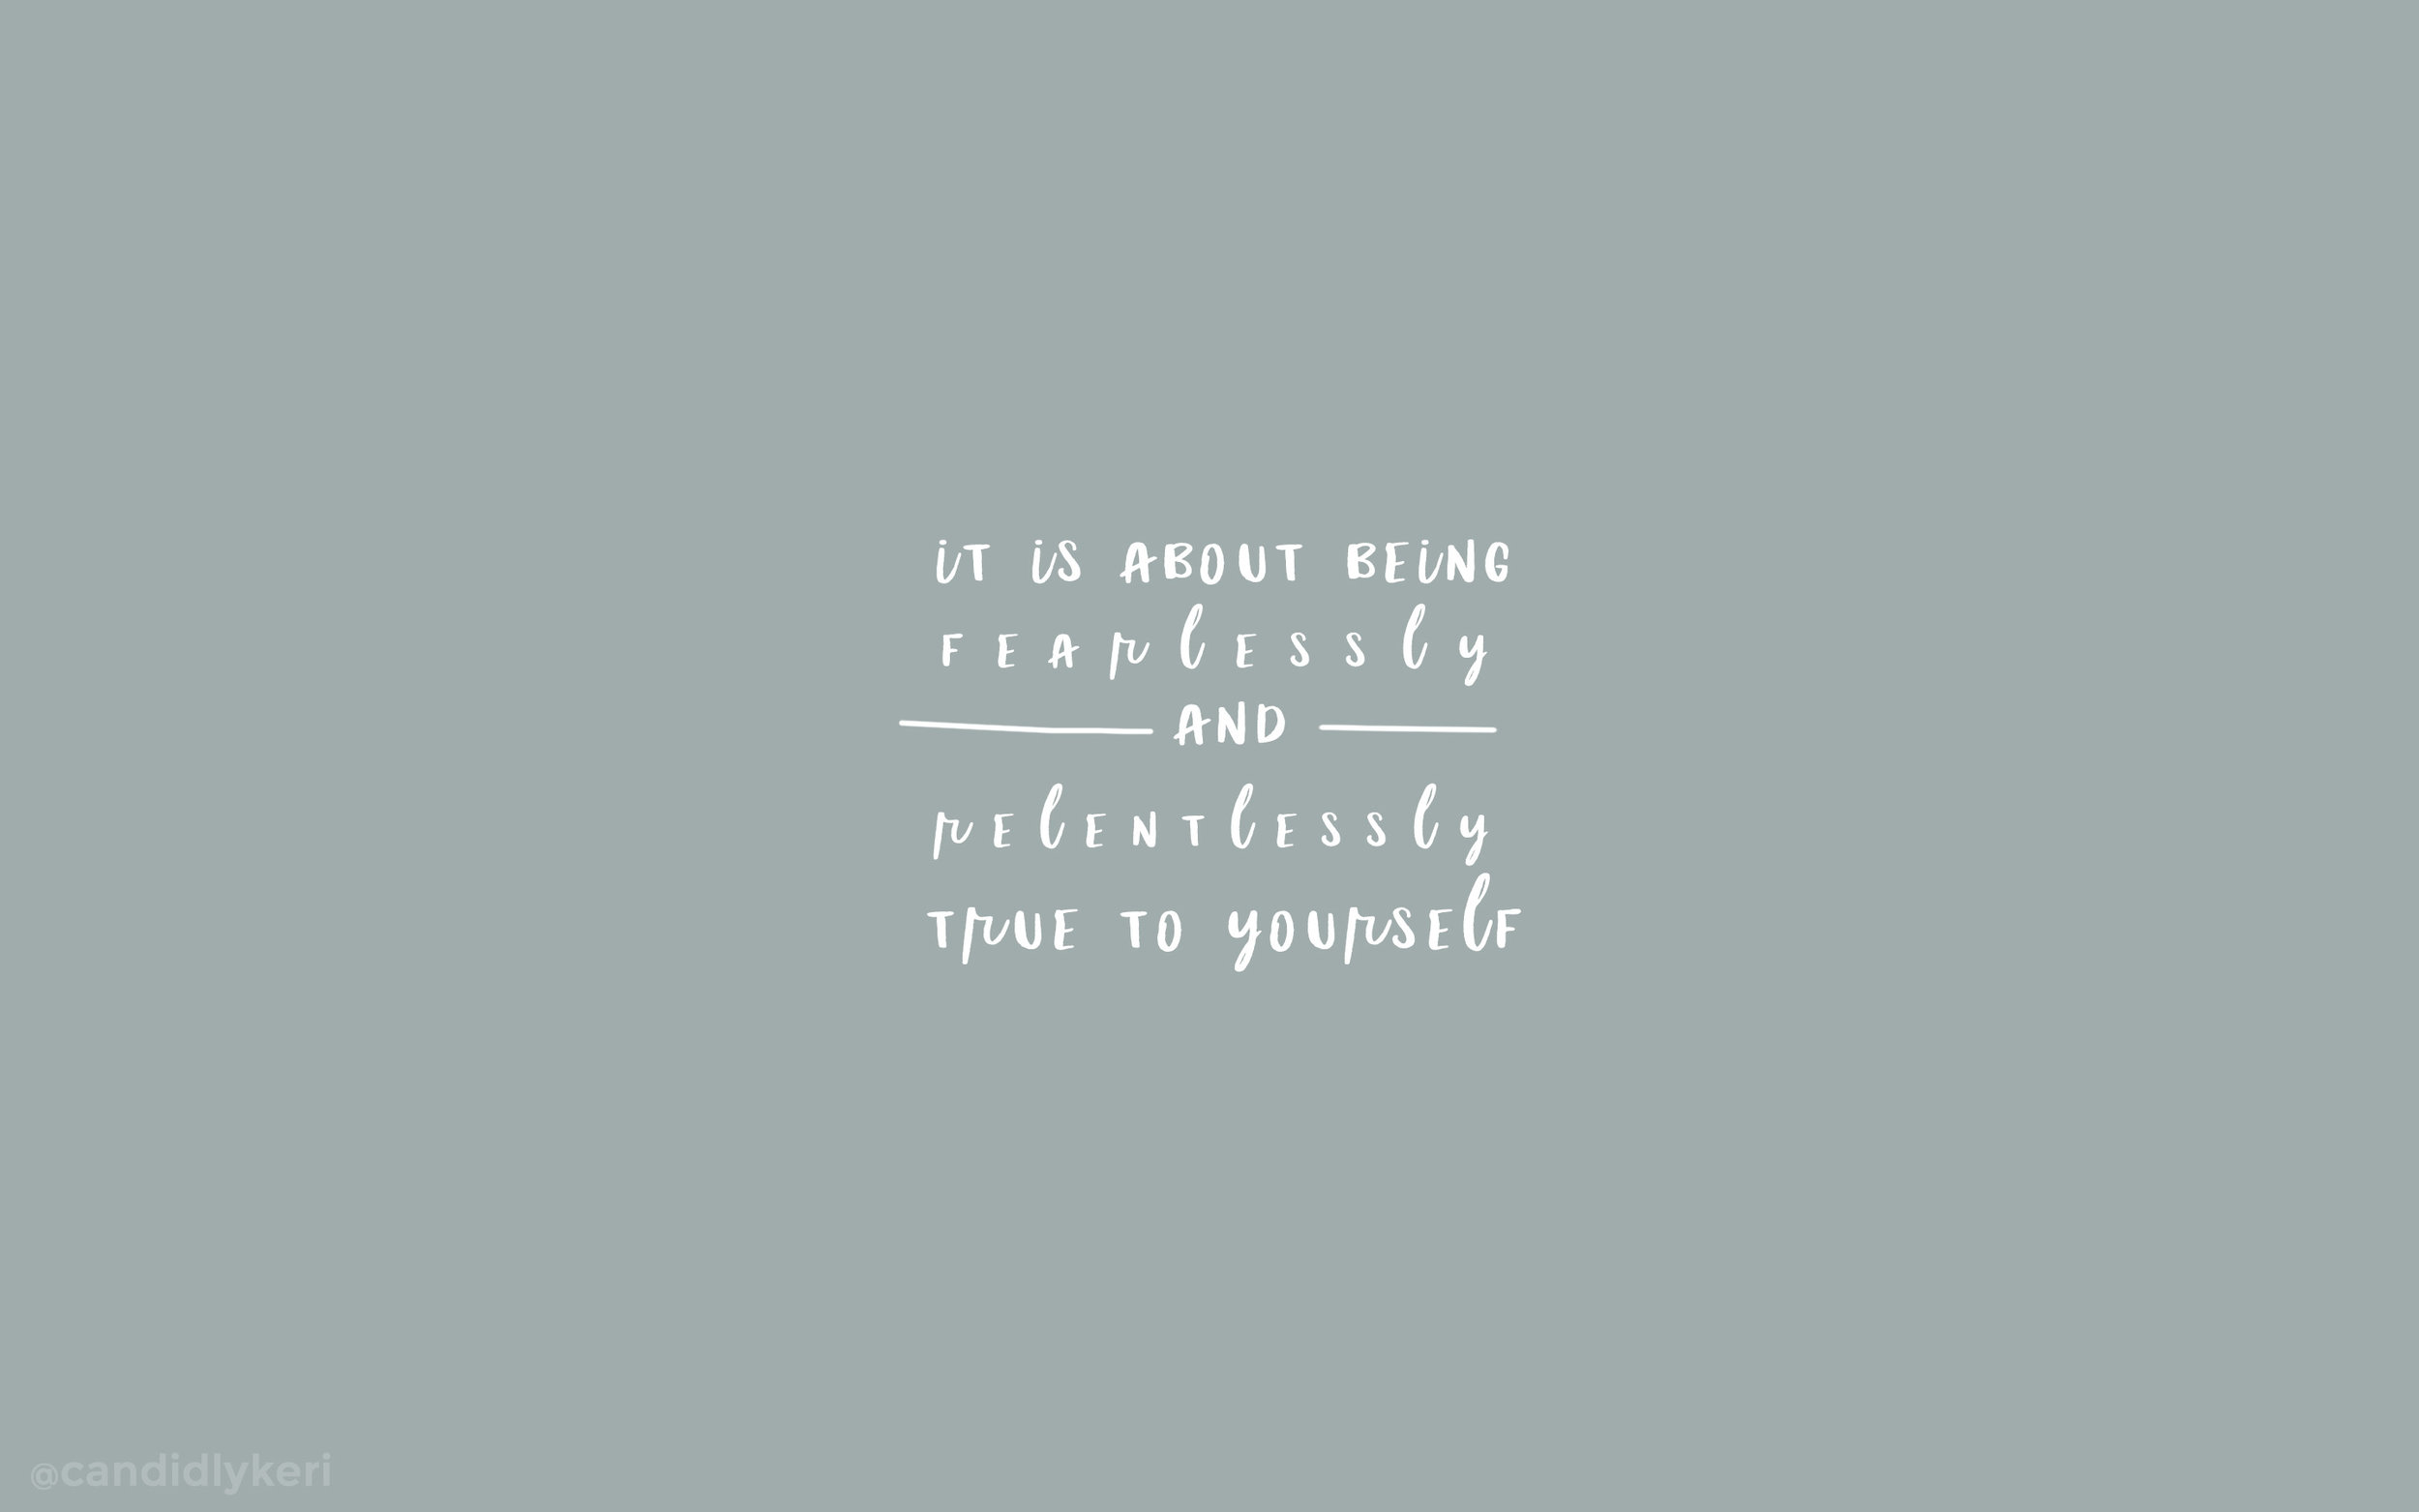 iT iS ABOUT BEiNG
FEArlESSly
AND
rElENTlESSly
TrUE TO yOUrSElF
@candidlykeri